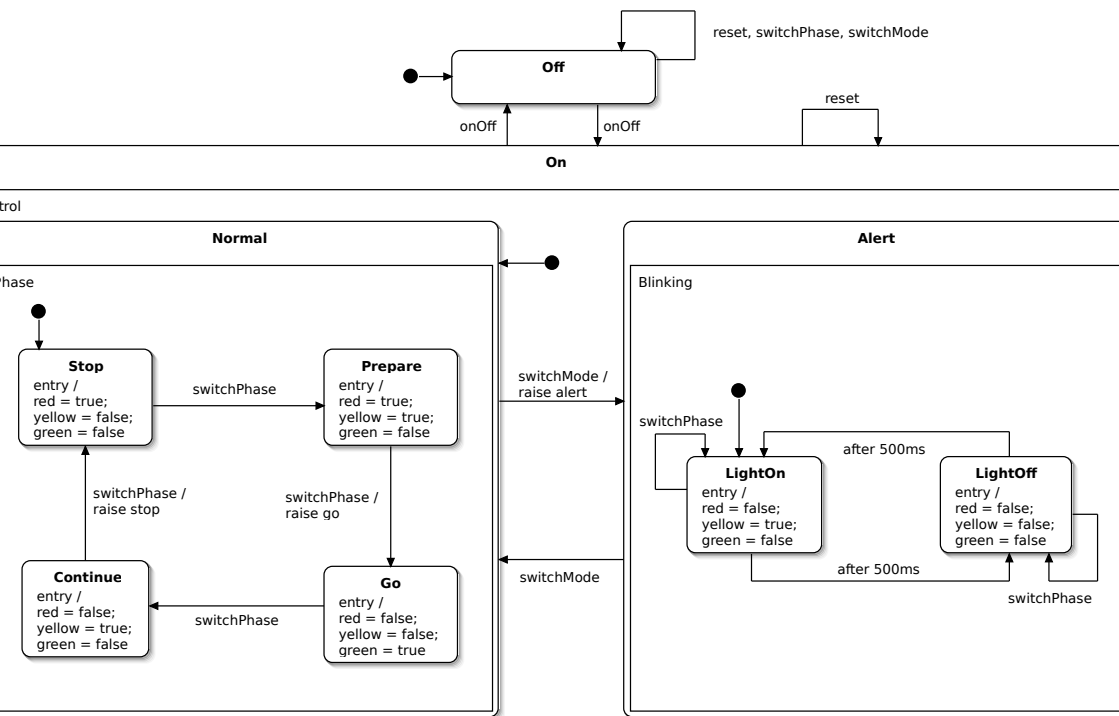 reset, switchPhase, switchMode
Off
reset
onOff
onOff
On
trol
Normal
Alert
Phase
Blinking
Stop
entry /
red = true;
yellow = false;
green = false
switchPhase
Prepare
entry /
red = true;
yellow = true;
green = false
switchMode /
raise alert
switchPhase
after 500ms
LightOn
entry /
red = false;
yellow = true;
green = false
LightOff
entry /
red = false;
yellow = false;
green = false
switchPhase /
raise stop
switchPhase /
raise go
after 500ms
switchMode
switchPhase
Continue
entry /
red = false;
yellow = true;
green = false
switchPhase
Go
entry /
red = false;
yellow = false;
green = true